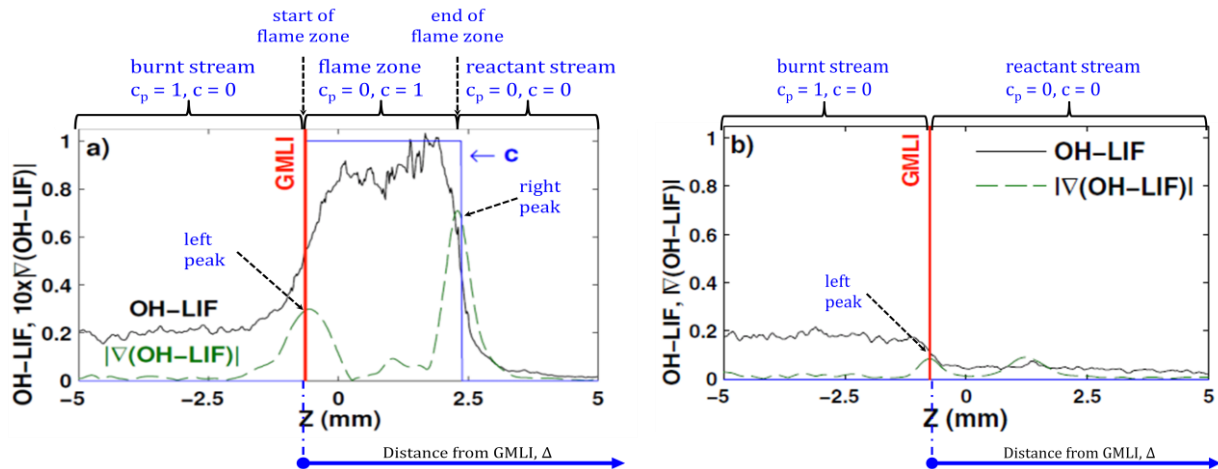 start of
flame zone
end of
flame zone
burnt stream
c_p = 1, c = 0
flame zone
c_p = 0, c = 1
reactant stream
c_p = 0, c = 0
OH-LIF, 10x|∇(OH-LIF)|
1
0.8
0.6
0.4
0.2
0
a)
GMLI
← c
right
peak
left
peak
OH-LIF
|∇(OH-LIF)|
-5
-2.5
0
2.5
5
Z (mm)
Distance from GMLI, Δ
burnt stream
c_p = 1, c = 0
reactant stream
c_p = 0, c = 0
OH-LIF, |∇(OH-LIF)|
1
0.8
0.6
0.4
0.2
0
b)
GMLI
OH-LIF
|∇(OH-LIF)|
left
peak
-5
-2.5
0
2.5
5
Z (mm)
Distance from GMLI, Δ